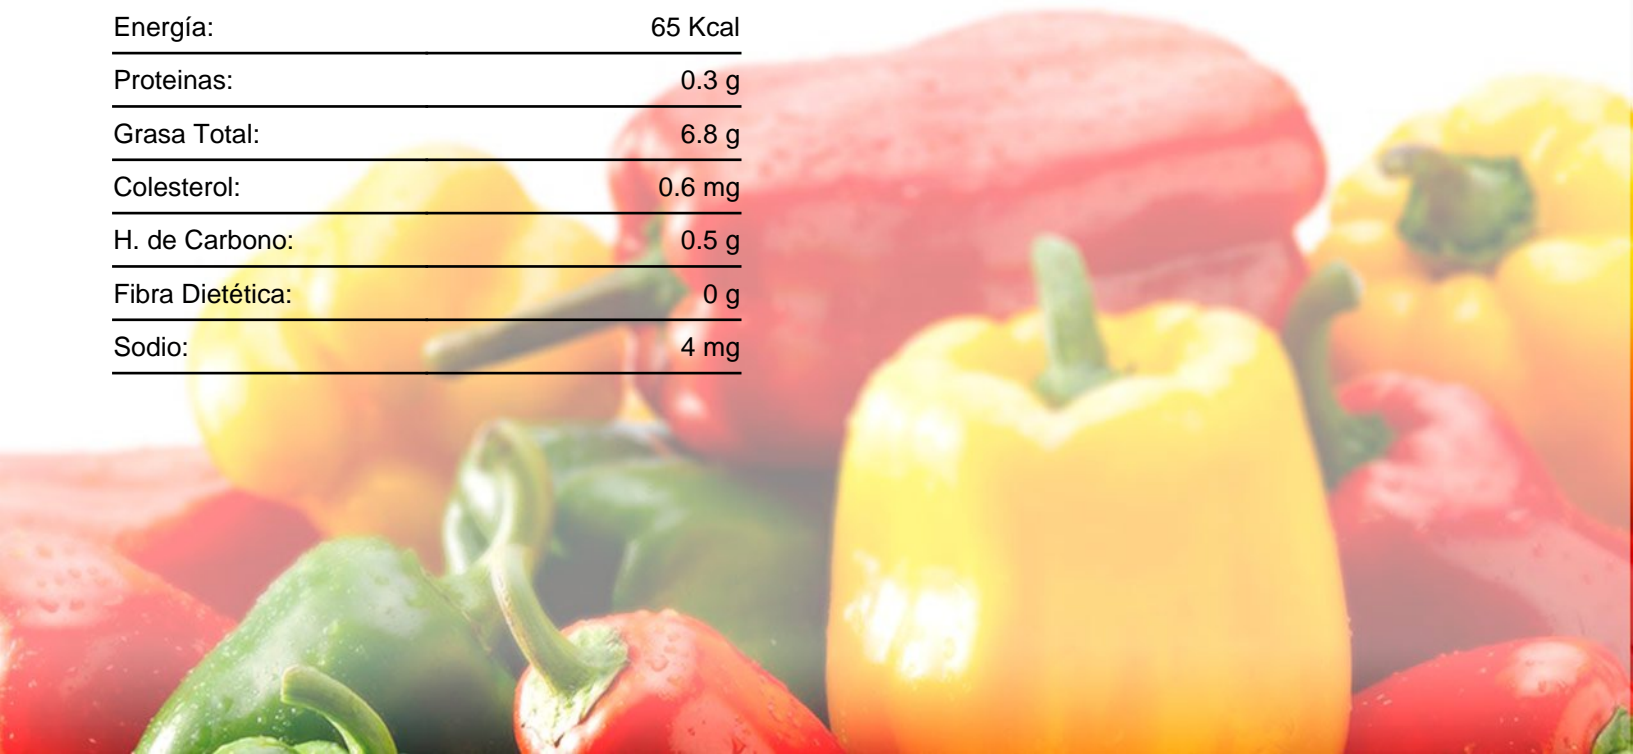 Energía: 65 Kcal
Proteinas: 0.3 g
Grasa Total: 6.8 g
Colesterol: 0.6 mg
H. de Carbono: 0.5 g
Fibra Dietética: 0 g
Sodio: 4 mg